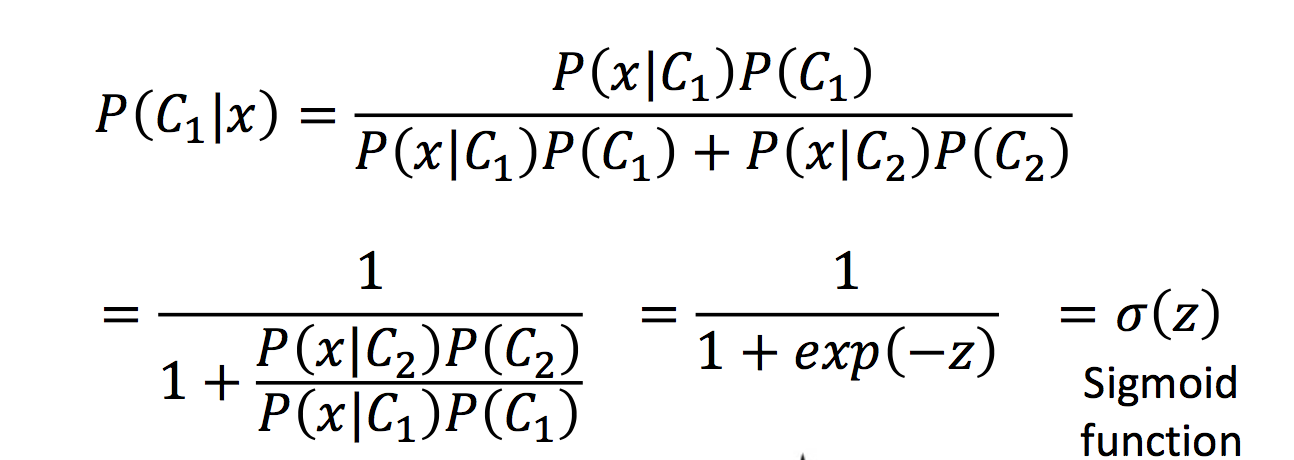 P(C₁|x) = P(x|C₁)P(C₁) / P(x|C₁)P(C₁) + P(x|C₂)P(C₂)
= 1 / 1 + P(x|C₂)P(C₂) / P(x|C₁)P(C₁) = 1 / 1 + exp(−z) = σ(z)
Sigmoid
function